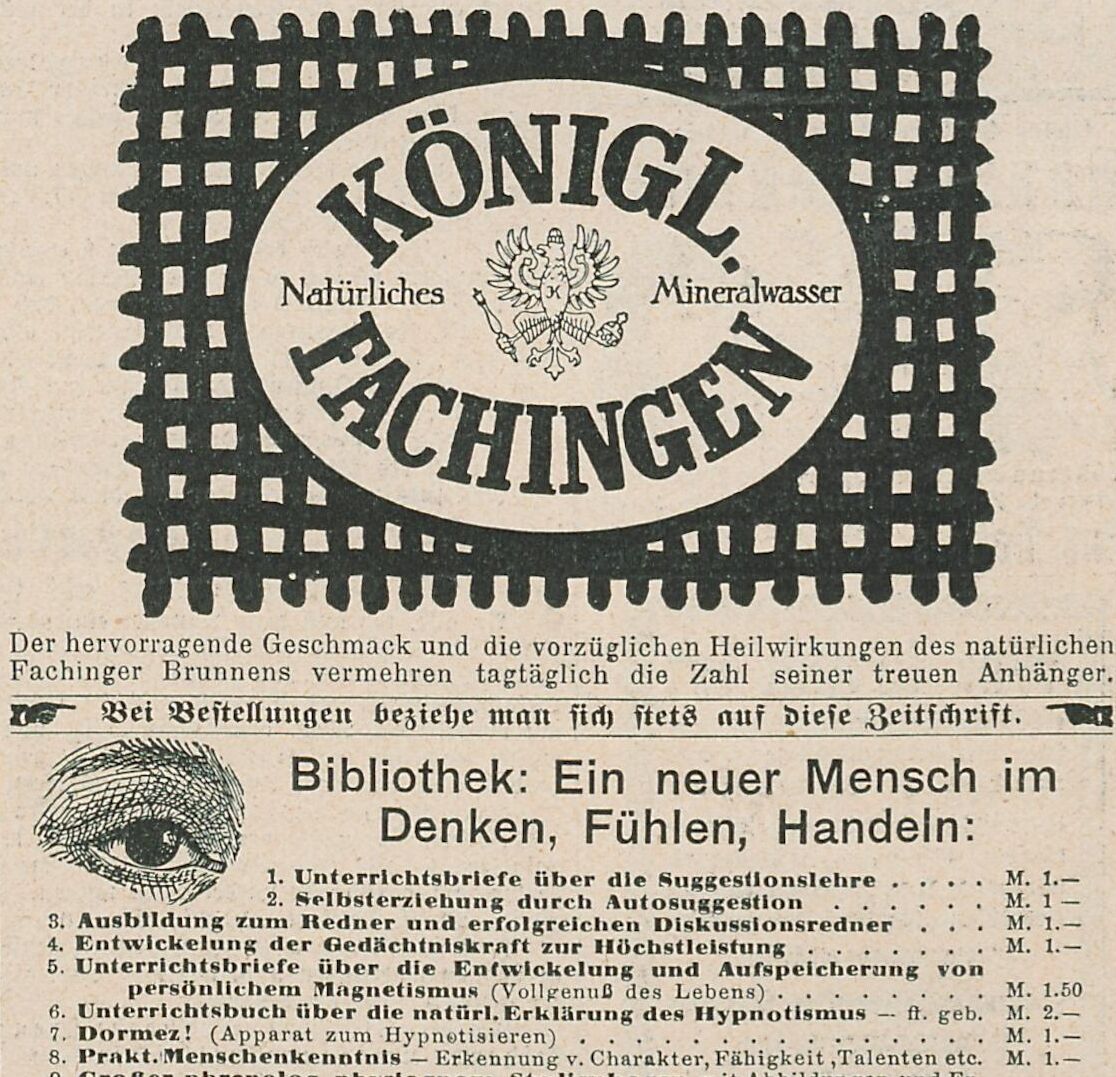 KÖNIGL.
Natürliches Mineralwasser
FACHINGEN
Der hervorragende Geschmack und die vorzüglichen Heilwirkungen des natürlichen
Fachinger Brunnens vermehren tagtäglich die Zahl seiner treuen Anhänger.
Bei Beſtellungen beziehe man ſich ſtets auf dieſe Zeitſchrift.
Bibliothek: Ein neuer Mensch im
Denken, Fühlen, Handeln:
1. Unterrichtsbriefe über die Suggestionslehre . . . . M. 1.—
2. Selbsterziehung durch Autosuggestion . . . . . . M. 1 —
3. Ausbildung zum Redner und erfolgreichen Diskussionsredner . . . M. 1.—
4. Entwickelung der Gedächtniskraft zur Höchstleistung . . . . . . . M. 1.—
5. Unterrichtsbriefe über die Entwickelung und Aufspeicherung von
persönlichem Magnetismus (Vollgenuß des Lebens) . . . . . . . . . M. 1.50
6. Unterrichtsbuch über die natürl. Erklärung des Hypnotismus — ff. geb. M. 2.—
7. Dormez! (Apparat zum Hypnotisieren) . . . . . . . . . . . . . . . . M. 1.—
8. Prakt. Menschenkenntnis — Erkennung v. Charakter, Fähigkeit, Talenten etc. M. 1.—